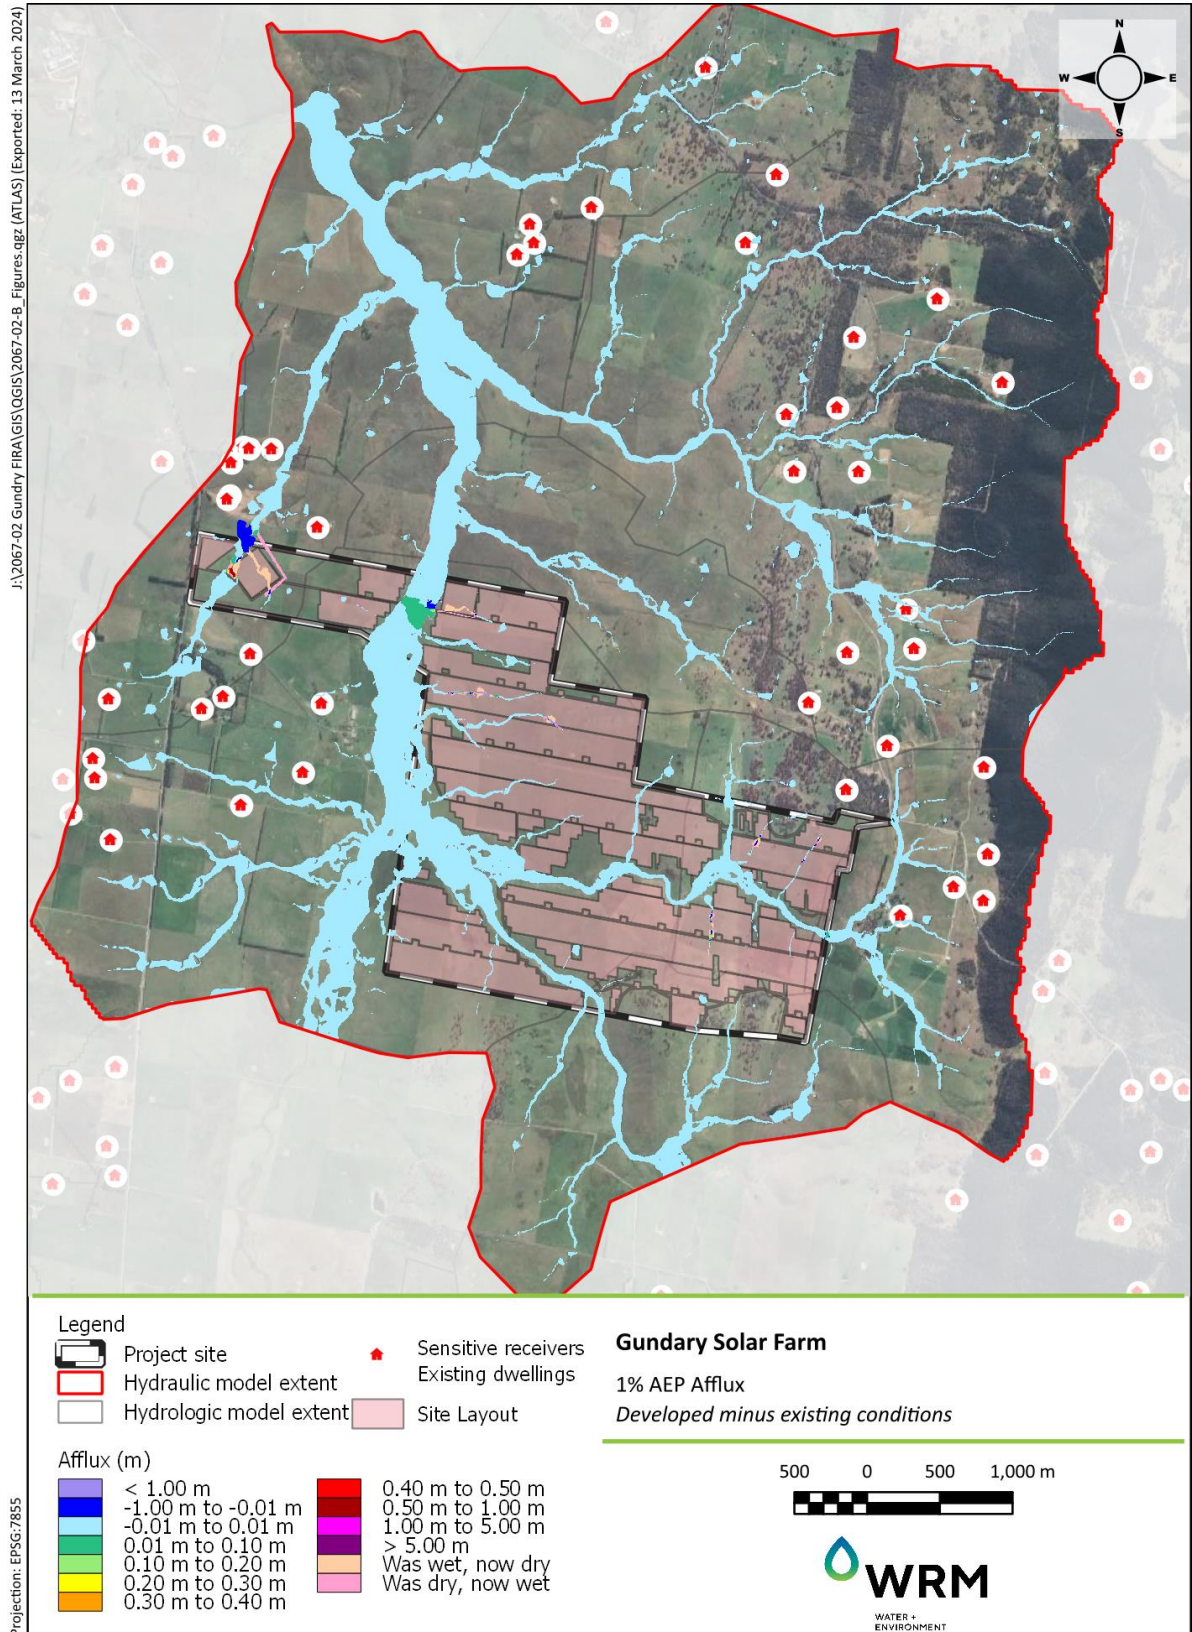 J:\2067-02 Gundry FIRA\GIS\QGIS\2067-02-B_Figures.qgz (ATLAS) (Exported: 13 March 2024)
N
W
E
S
Legend
Project site
Hydraulic model extent
Hydrologic model extent
Sensitive receivers
Existing dwellings
Site Layout
Afflux (m)
< 1.00 m
-1.00 m to -0.01 m
-0.01 m to 0.01 m
0.01 m to 0.10 m
0.10 m to 0.20 m
0.20 m to 0.30 m
0.30 m to 0.40 m
0.40 m to 0.50 m
0.50 m to 1.00 m
1.00 m to 5.00 m
> 5.00 m
Was wet, now dry
Was dry, now wet
Gundary Solar Farm
1% AEP Afflux
Developed minus existing conditions
500 0 500 1,000 m
WRM
WATER +
ENVIRONMENT
Projection: EPSG:7855